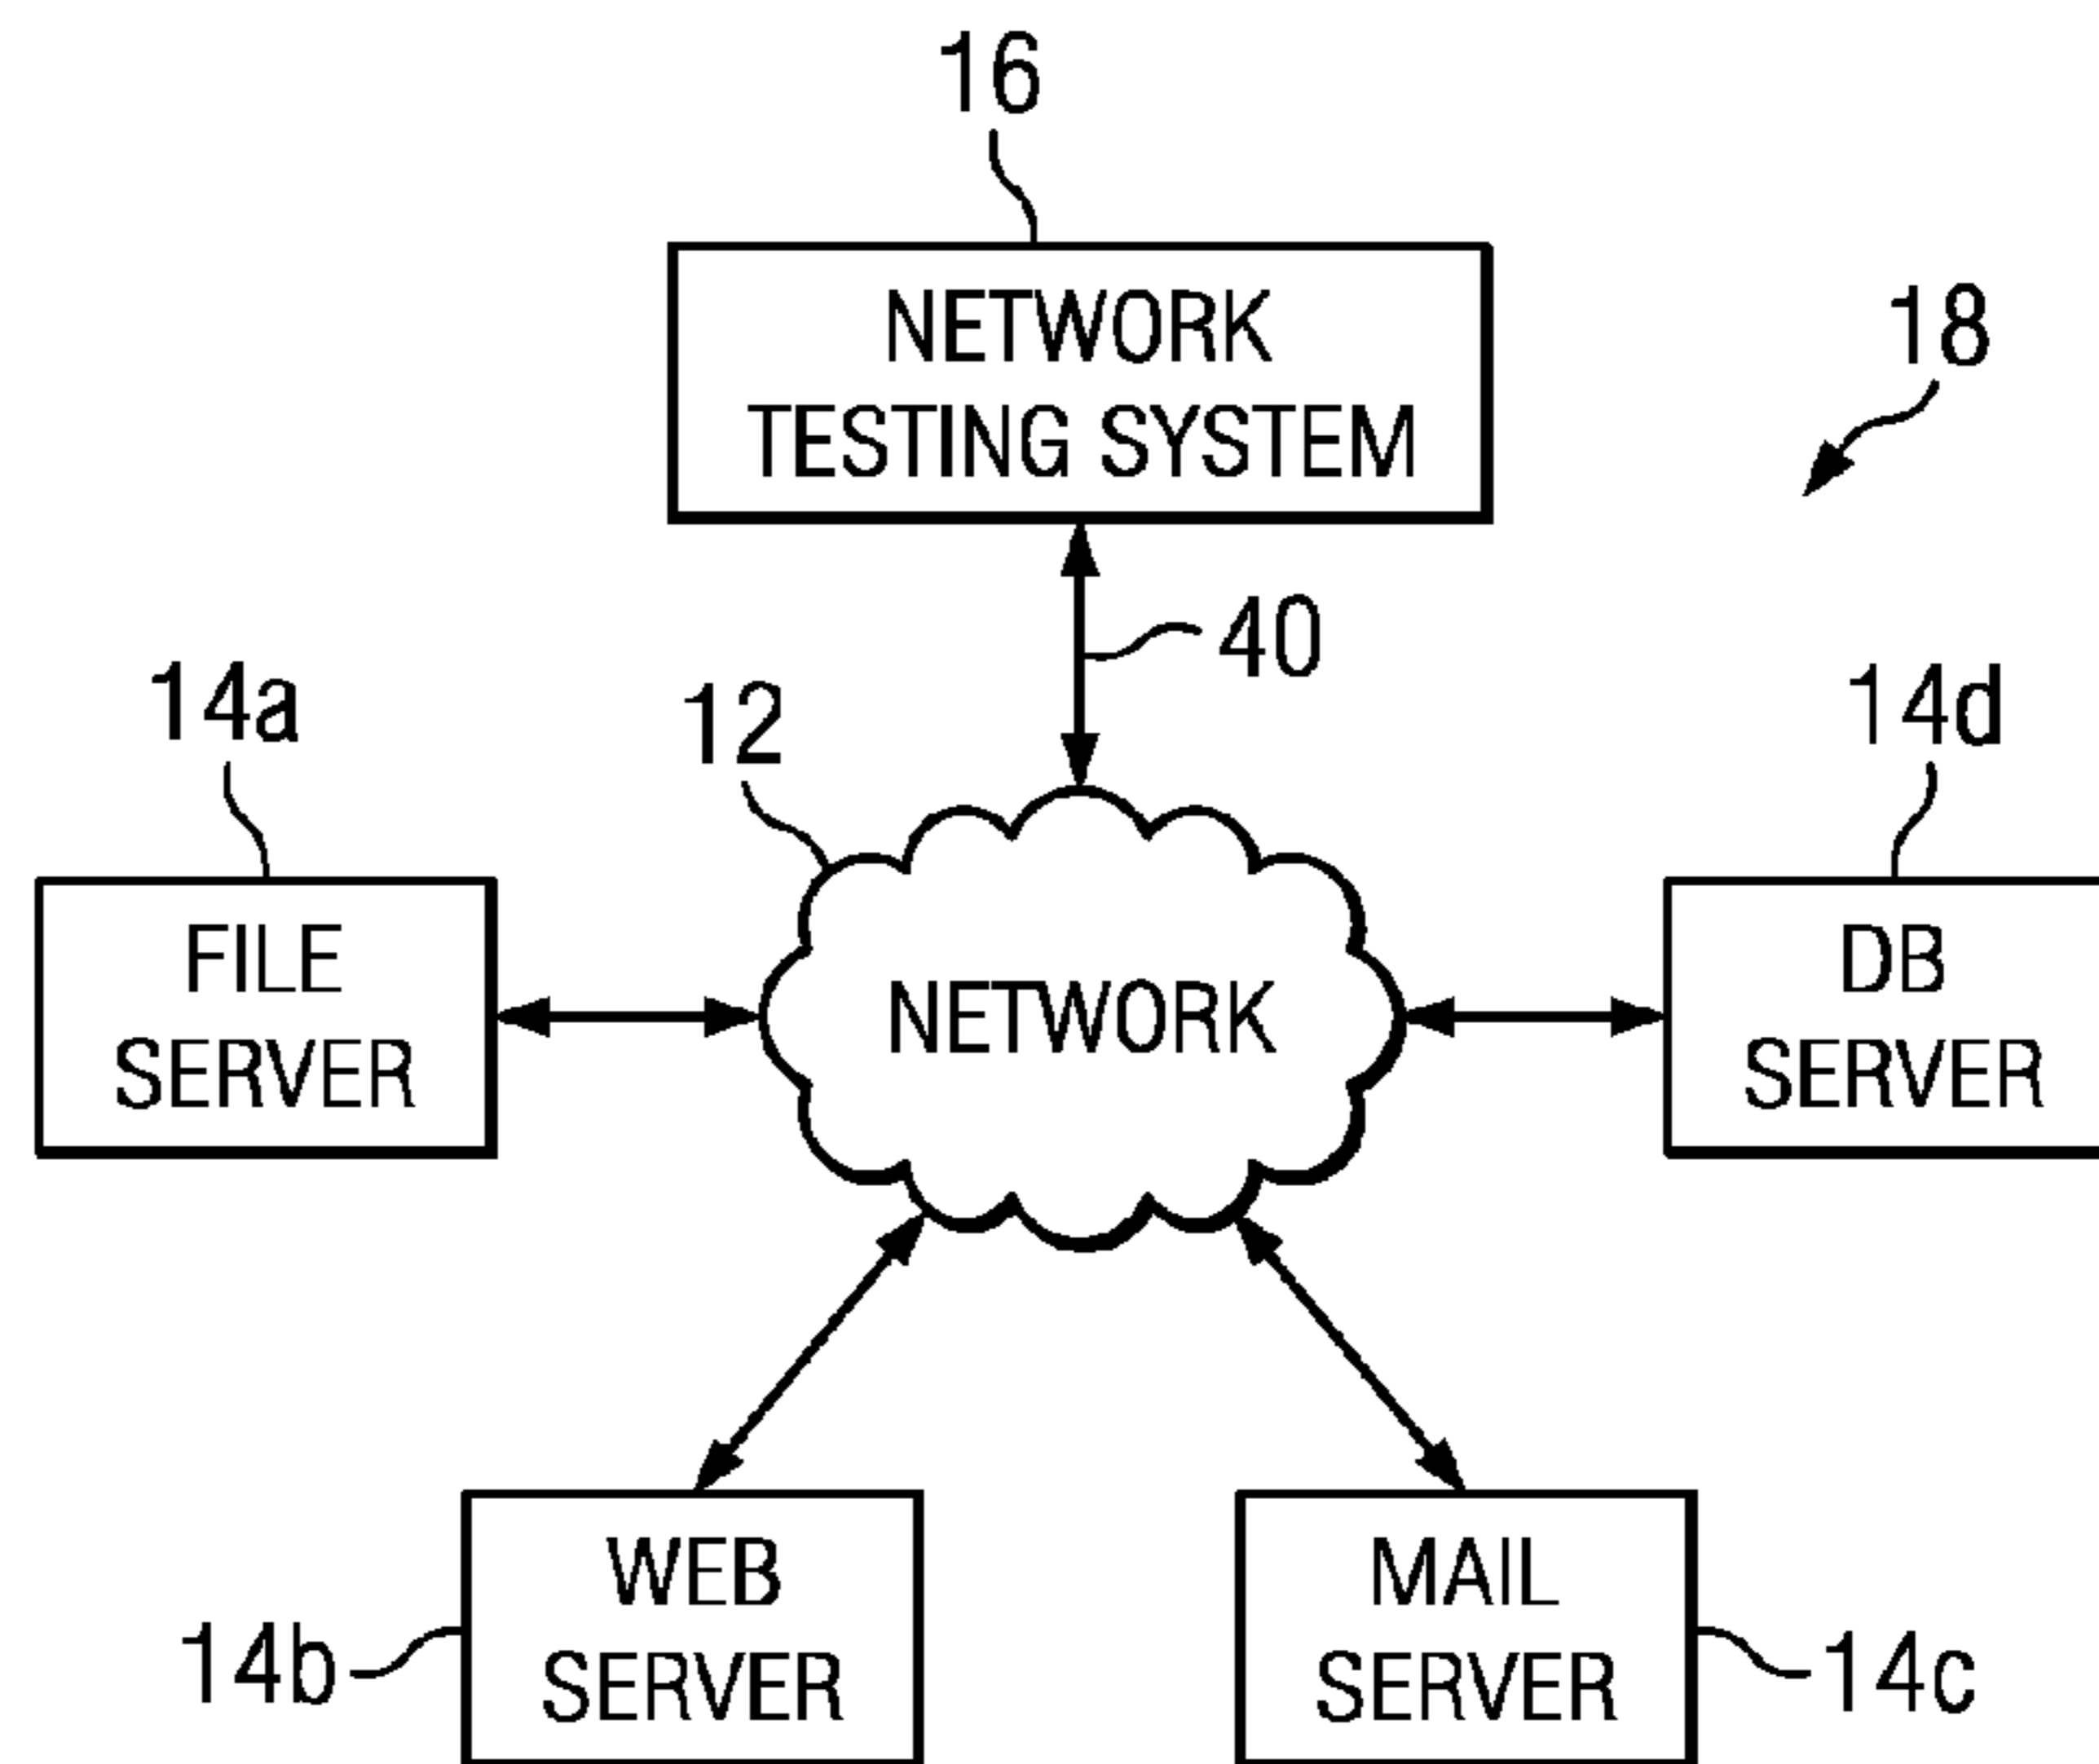 16
NETWORK
TESTING SYSTEM
18
40
14a
12
14d
FILE
SERVER
NETWORK
DB
SERVER
WEB
SERVER
14b
MAIL
SERVER
14c